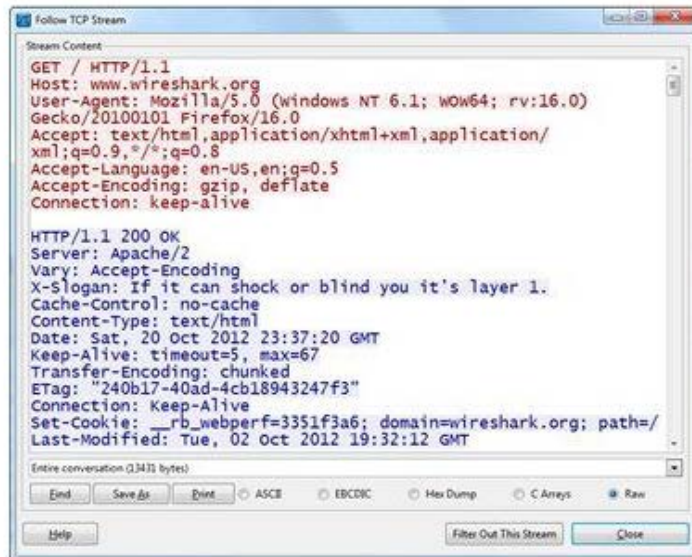 Follow TCP Stream
Stream Content
GET / HTTP/1.1
Host: www.wireshark.org
User-Agent: Mozilla/5.0 (Windows NT 6.1; WOW64; rv:16.0)
Gecko/20100101 Firefox/16.0
Accept: text/html,application/xhtml+xml,application/
xml;q=0.9,*/*;q=0.8
Accept-Language: en-US,en;q=0.5
Accept-Encoding: gzip, deflate
Connection: keep-alive
HTTP/1.1 200 OK
Server: Apache/2
Vary: Accept-Encoding
X-Slogan: If it can shock or blind you it's layer 1.
Cache-Control: no-cache
Content-Type: text/html
Date: Sat, 20 Oct 2012 23:37:20 GMT
Keep-Alive: timeout=5, max=67
Transfer-Encoding: chunked
ETag: "240b17-40ad-4cb18943247f3"
Connection: Keep-Alive
Set-Cookie: __rb_webperf=3351f3a6; domain=wireshark.org; path=/
Last-Modified: Tue, 02 Oct 2012 19:32:12 GMT
Entire conversation (13431 bytes)
Find Save As Print ASCII EBCDIC Hex Dump C Arrays Raw
Help Filter Out This Stream Close